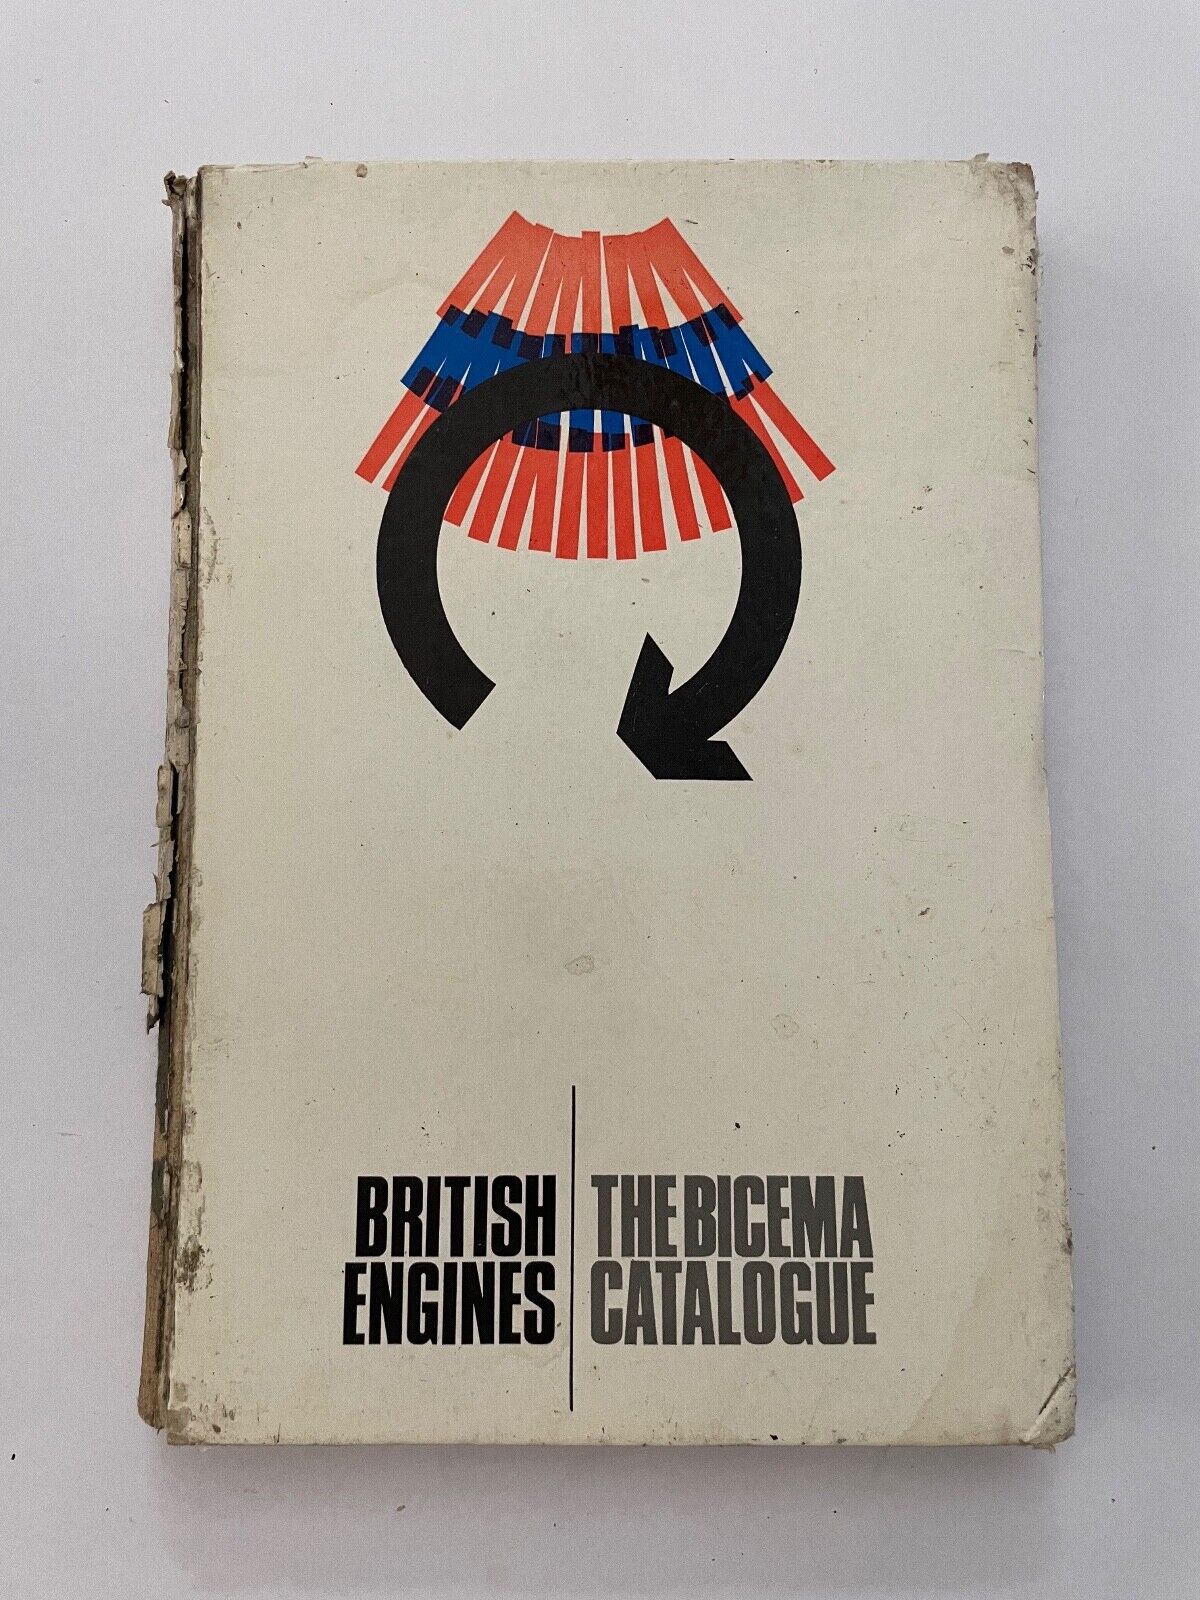 BRITISH
ENGINES
THE BICEMA
CATALOGUE